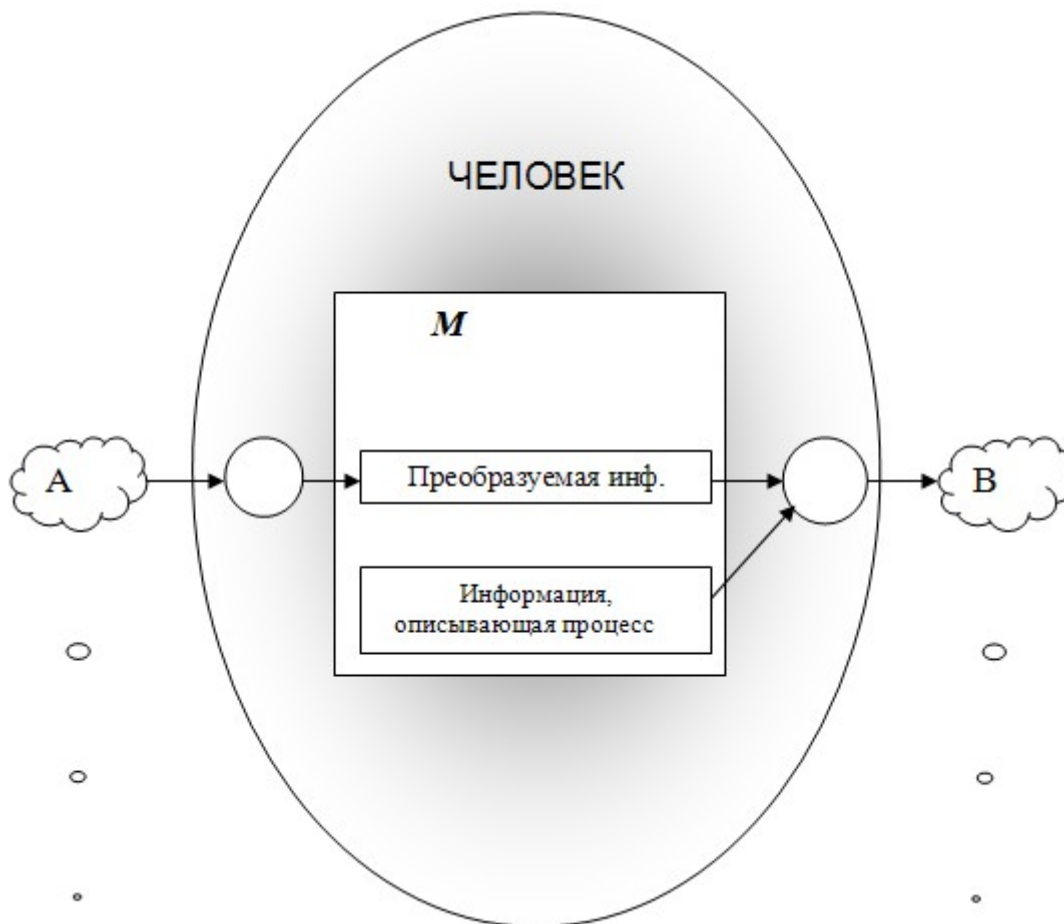 ЧЕЛОВЕК
M
A
Преобразуемая инф.
B
Информация,
описывающая процесс